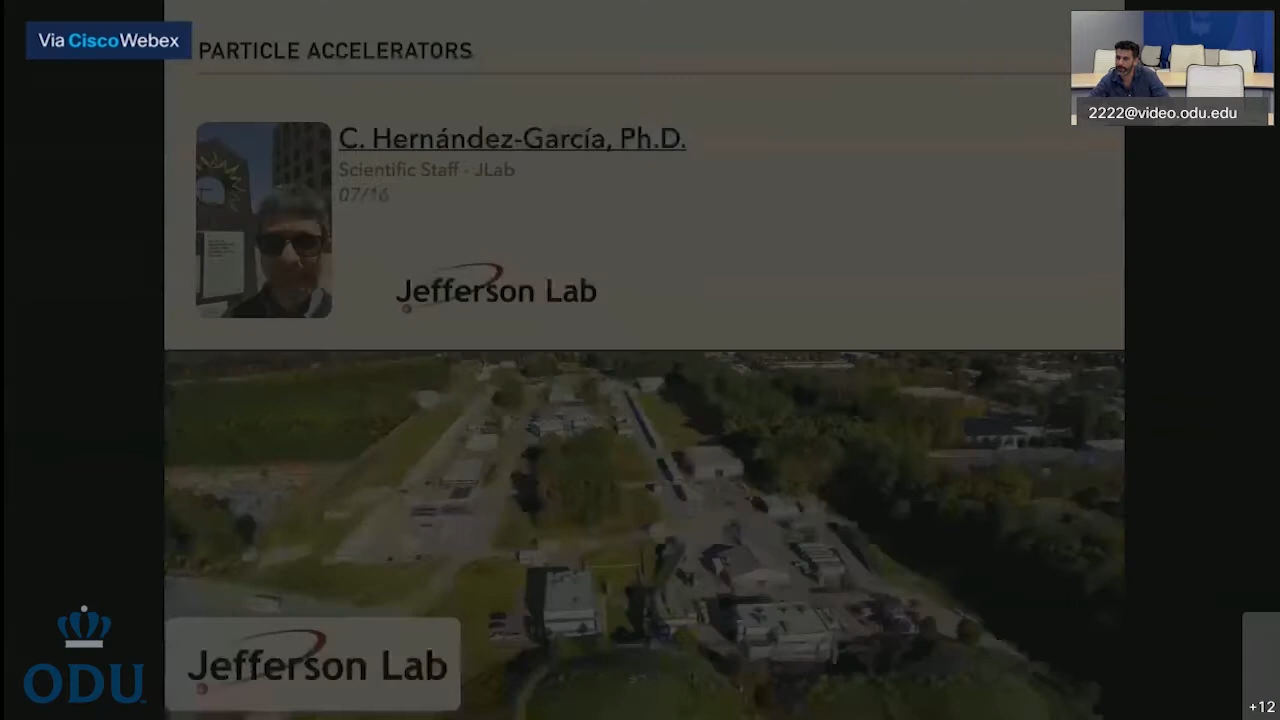 Via CiscoWebex
PARTICLE ACCELERATORS
2222@video.odu.edu
C. Hernández-García, Ph.D.
Scientific Staff - JLab
07/16
Jefferson Lab
Jefferson Lab
ODU
+12